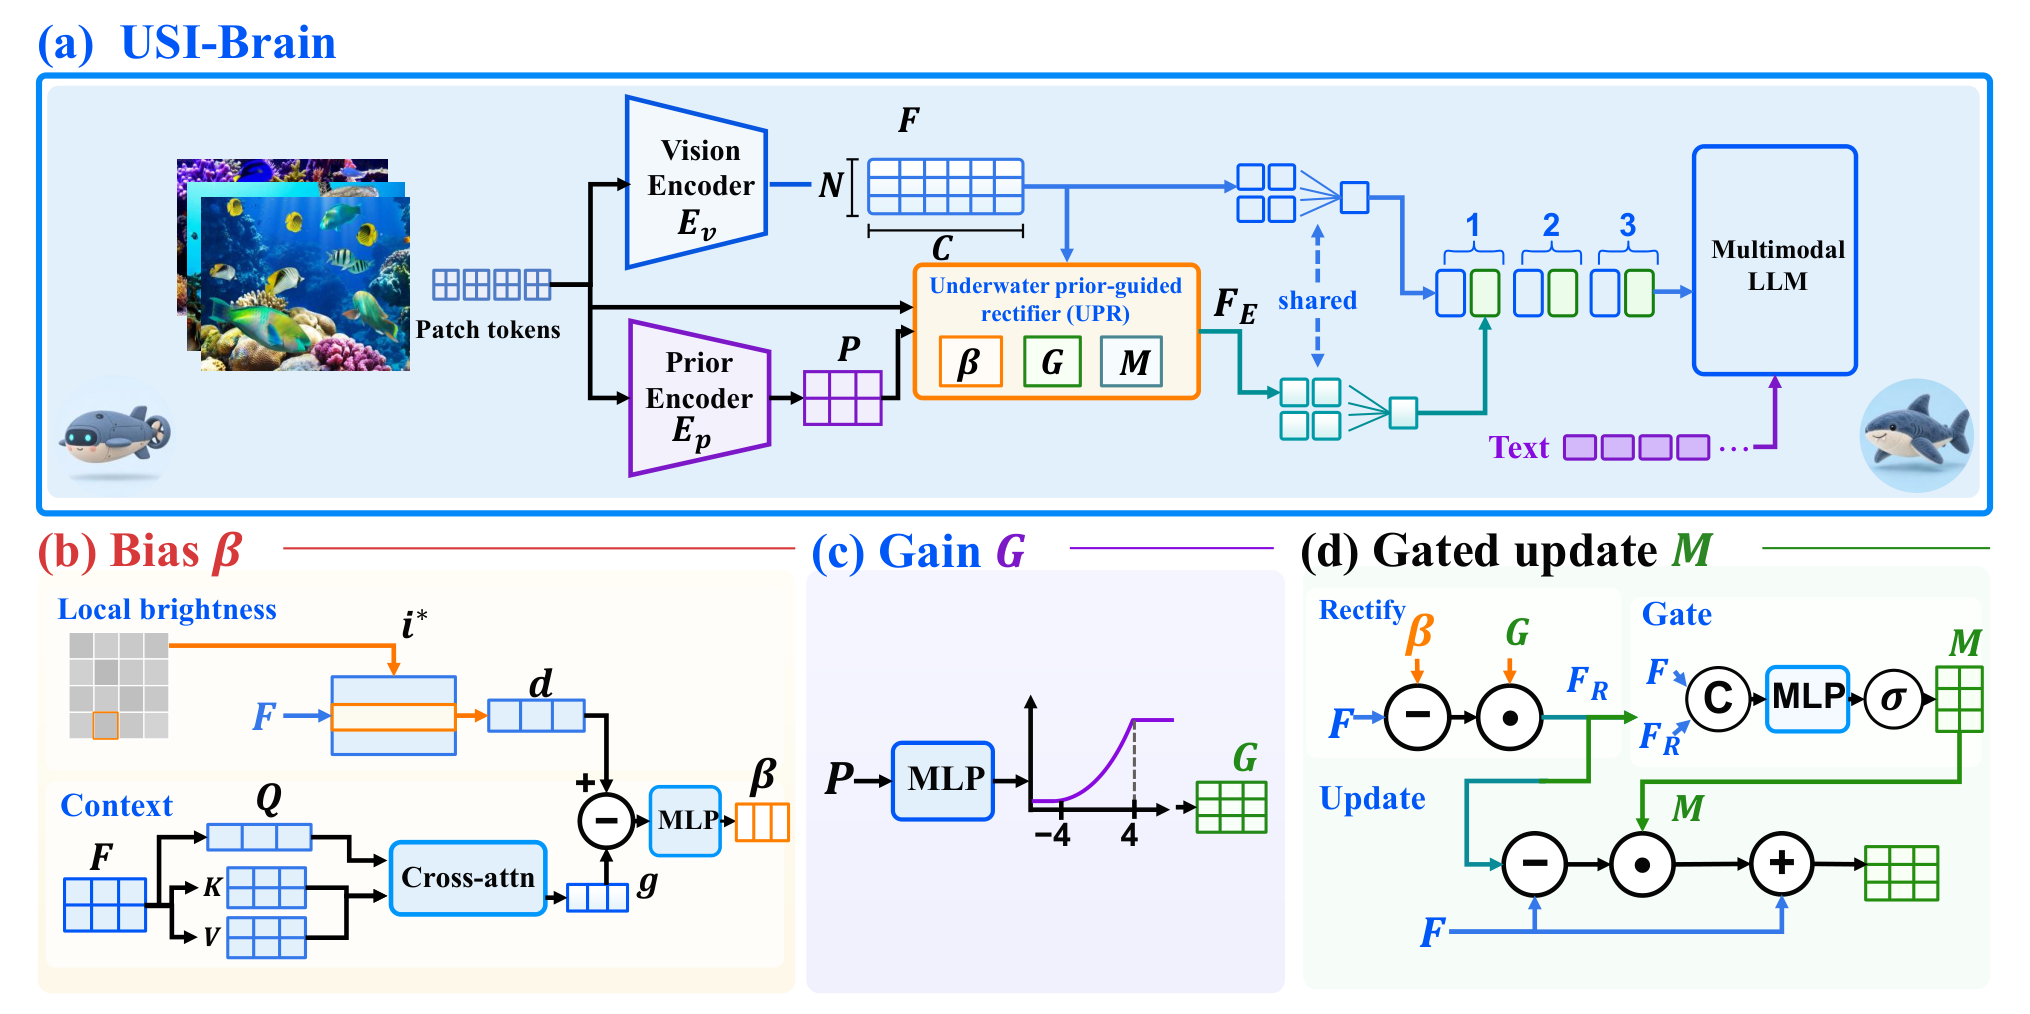 (a) USI-Brain
Vision
Encoder
E_v
N
F
C
Patch tokens
Prior
Encoder
E_p
P
Underwater prior-guided
rectifier (UPR)
β
G
M
F_E
shared
1
2
3
Multimodal
LLM
Text
...
(b) Bias β
Local brightness
i*
F
d
+
−
MLP
β
Context
F
Q
K
V
Cross-attn
g
(c) Gain G
P
MLP
−4
4
G
(d) Gated update M
Rectify
β
G
F
−
F_R
Gate
F
F_R
C
MLP
σ
M
Update
M
−
+
F